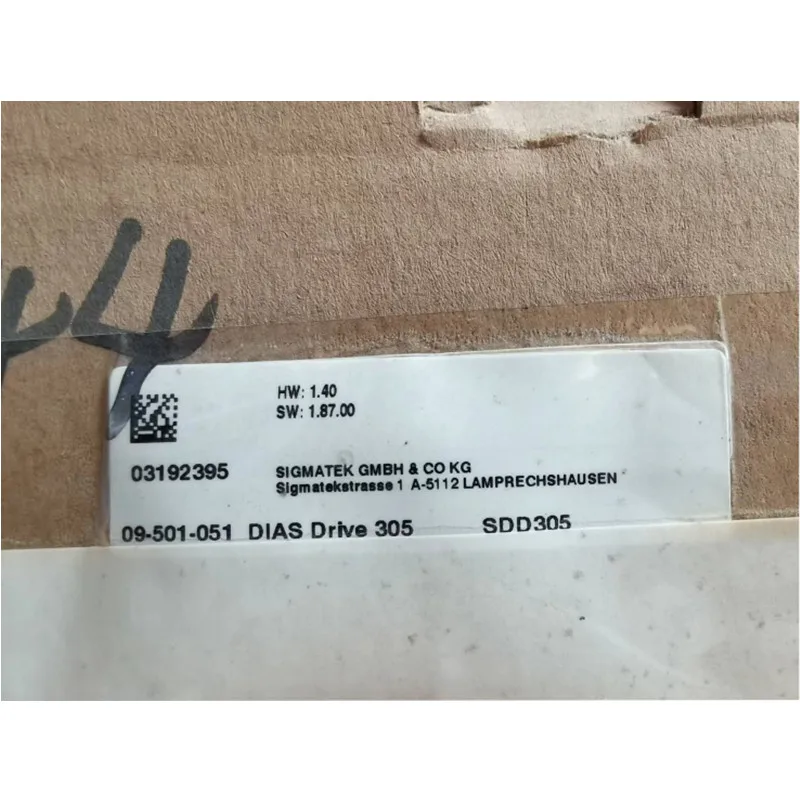 44
HW: 1.40
SW: 1.87.00
03192395
SIGMATEK GMBH & CO KG
Sigmatekstrasse 1 A-5112 LAMPRECHSHAUSEN
09-501-051 DIAS Drive 305 SDD305